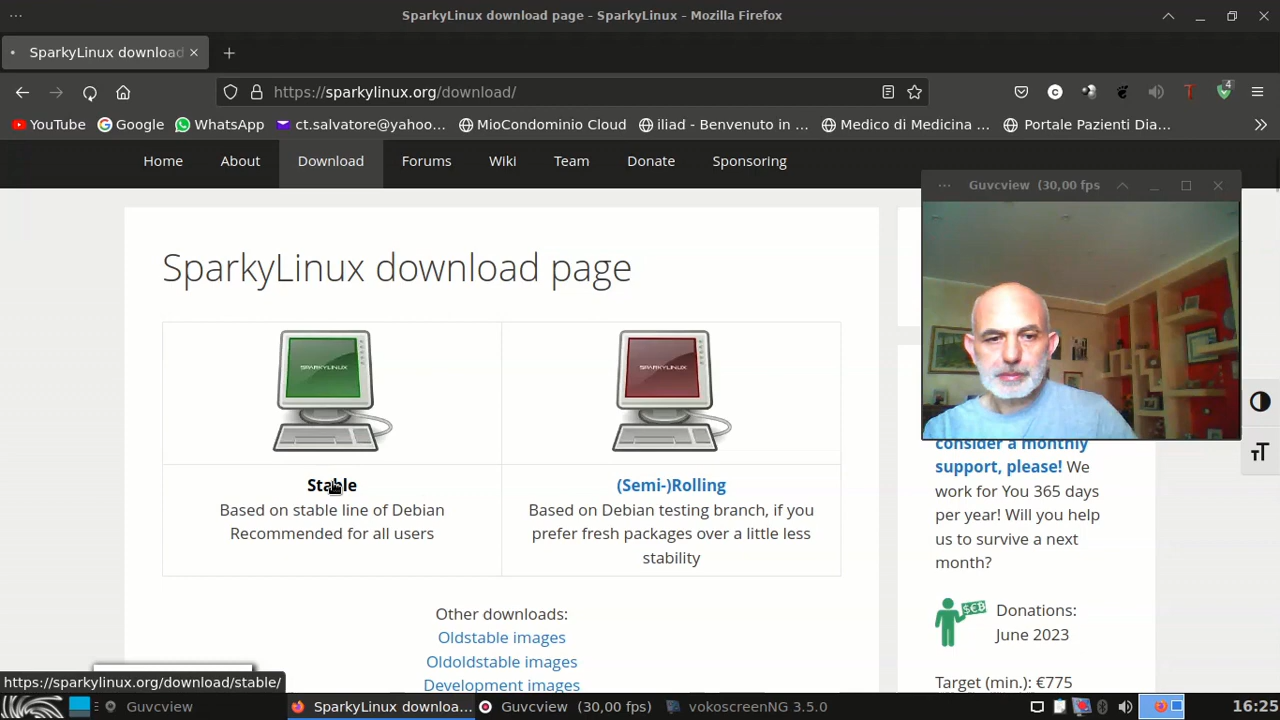 SparkyLinux download page - SparkyLinux - Mozilla Firefox
SparkyLinux download
https://sparkylinux.org/download/
4
YouTube
Google
WhatsApp
ct.salvatore@yahoo...
MioCondominio Cloud
iliad - Benvenuto in ...
Medico di Medicina ...
Portale Pazienti Dia...
Home
About
Download
Forums
Wiki
Team
Donate
Sponsoring
Guvcview (30,00 fps
SparkyLinux download page
SPARKYLINUX
SPARKYLINUX
Stable
Based on stable line of Debian
Recommended for all users
(Semi-)Rolling
Based on Debian testing branch, if you
prefer fresh packages over a little less
stability
Other downloads:
Oldstable images
Oldoldstable images
Development images
consider a monthly
support, please! We
work for You 365 days
per year! Will you help
us to survive a next
month?
Donations:
June 2023
Target (min.): €775
https://sparkylinux.org/download/stable/
Guvcview
SparkyLinux downloa...
Guvcview (30,00 fps)
vokoscreenNG 3.5.0
16:25